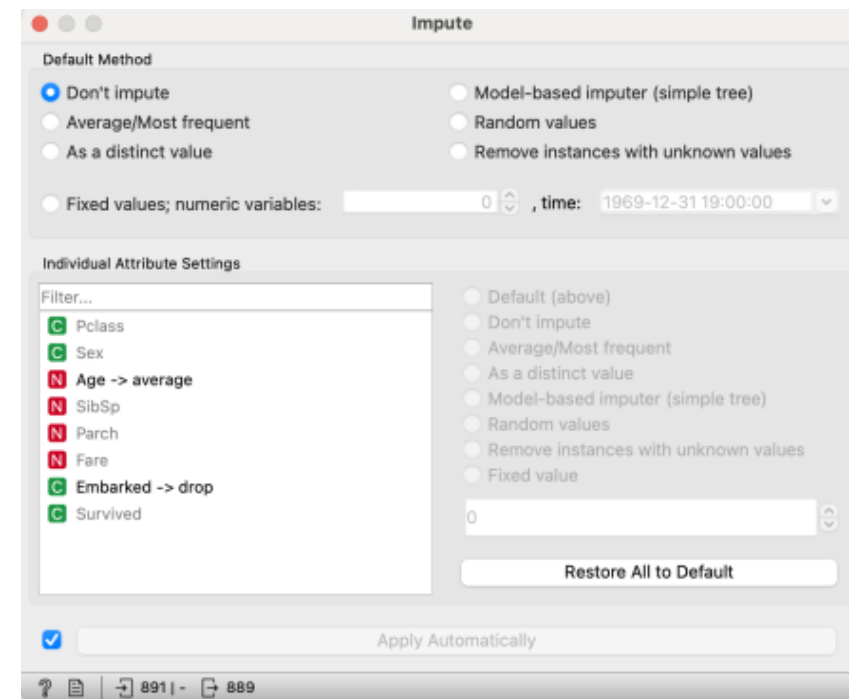 Impute
Default Method
Don't impute
Model-based imputer (simple tree)
Average/Most frequent
Random values
As a distinct value
Remove instances with unknown values
Fixed values; numeric variables: 0 , time: 1969-12-31 19:00:00
Individual Attribute Settings
Filter...
C Pclass
C Sex
N Age -> average
N SibSp
N Parch
N Fare
C Embarked -> drop
C Survived
Default (above)
Don't impute
Average/Most frequent
As a distinct value
Model-based imputer (simple tree)
Random values
Remove instances with unknown values
Fixed value
0
Restore All to Default
Apply Automatically
? 891 | - 889